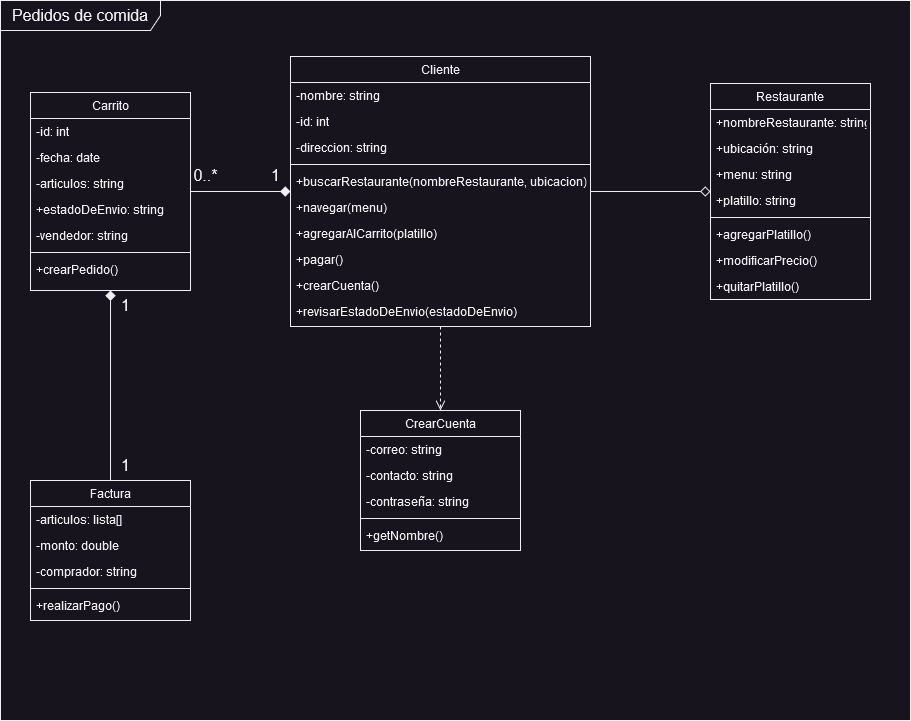 Pedidos de comida
Cliente
-nombre: string
-id: int
-direccion: string
+buscarRestaurante(nombreRestaurante, ubicacion)
+navegar(menu)
+agregarAlCarrito(platillo)
+pagar()
+crearCuenta()
+revisarEstadoDeEnvio(estadoDeEnvio)
Carrito
-id: int
-fecha: date
-articulos: string
+estadoDeEnvio: string
-vendedor: string
+crearPedido()
0..*
1
Restaurante
+nombreRestaurante: string
+ubicación: string
+menu: string
+platillo: string
+agregarPlatillo()
+modificarPrecio()
+quitarPlatillo()
1
1
Factura
-articulos: lista[]
-monto: double
-comprador: string
+realizarPago()
CrearCuenta
-correo: string
-contacto: string
-contraseña: string
+getNombre()